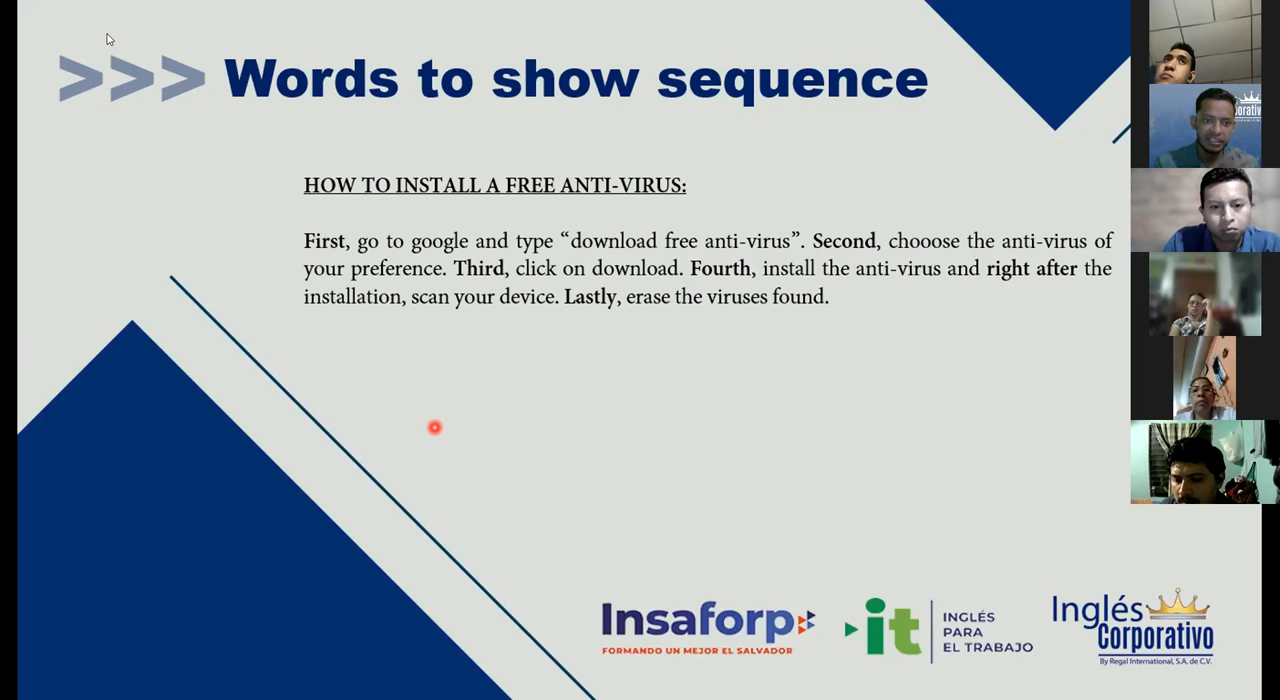 >>> Words to show sequence
HOW TO INSTALL A FREE ANTI-VIRUS:
First, go to google and type “download free anti-virus”. Second, chooose the anti-virus of
your preference. Third, click on download. Fourth, install the anti-virus and right after the
installation, scan your device. Lastly, erase the viruses found.
Insaforp
FORMANDO UN MEJOR EL SALVADOR
it
INGLÉS
PARA
EL TRABAJO
Inglés
Corporativo
By Regal International, S.A. de C.V.